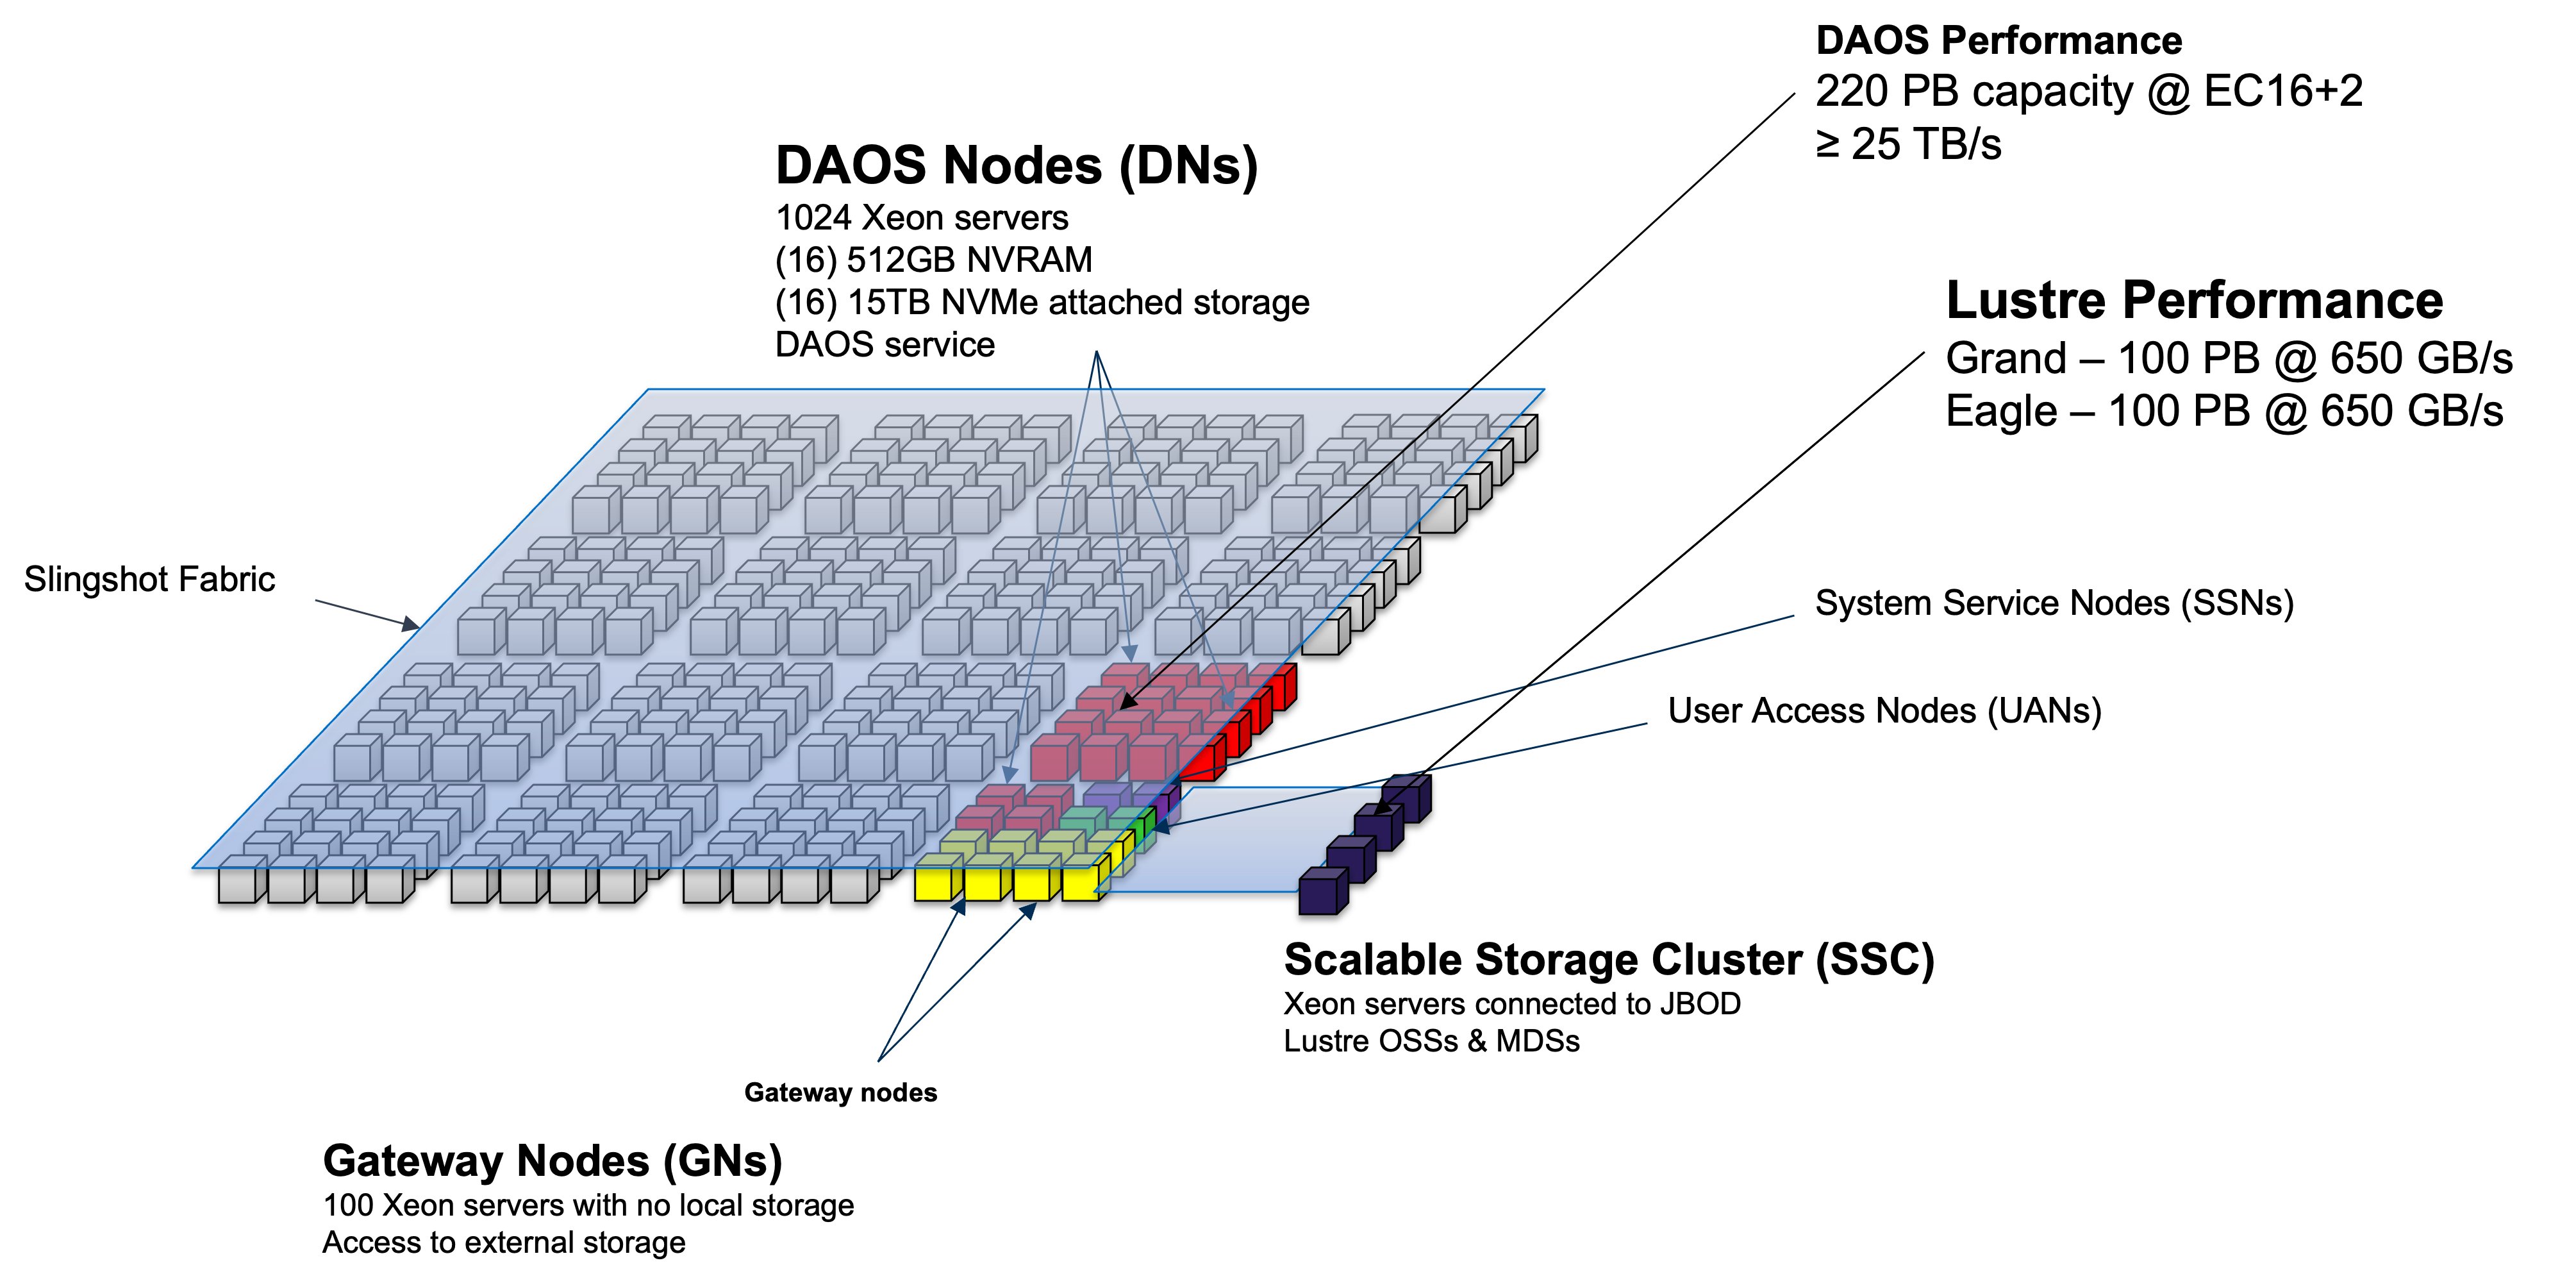 DAOS Performance
220 PB capacity @ EC16+2
≥ 25 TB/s
DAOS Nodes (DNs)
1024 Xeon servers
(16) 512GB NVRAM
(16) 15TB NVMe attached storage
DAOS service
Lustre Performance
Grand – 100 PB @ 650 GB/s
Eagle – 100 PB @ 650 GB/s
Slingshot Fabric
System Service Nodes (SSNs)
User Access Nodes (UANs)
Scalable Storage Cluster (SSC)
Xeon servers connected to JBOD
Lustre OSSs & MDSs
Gateway nodes
Gateway Nodes (GNs)
100 Xeon servers with no local storage
Access to external storage